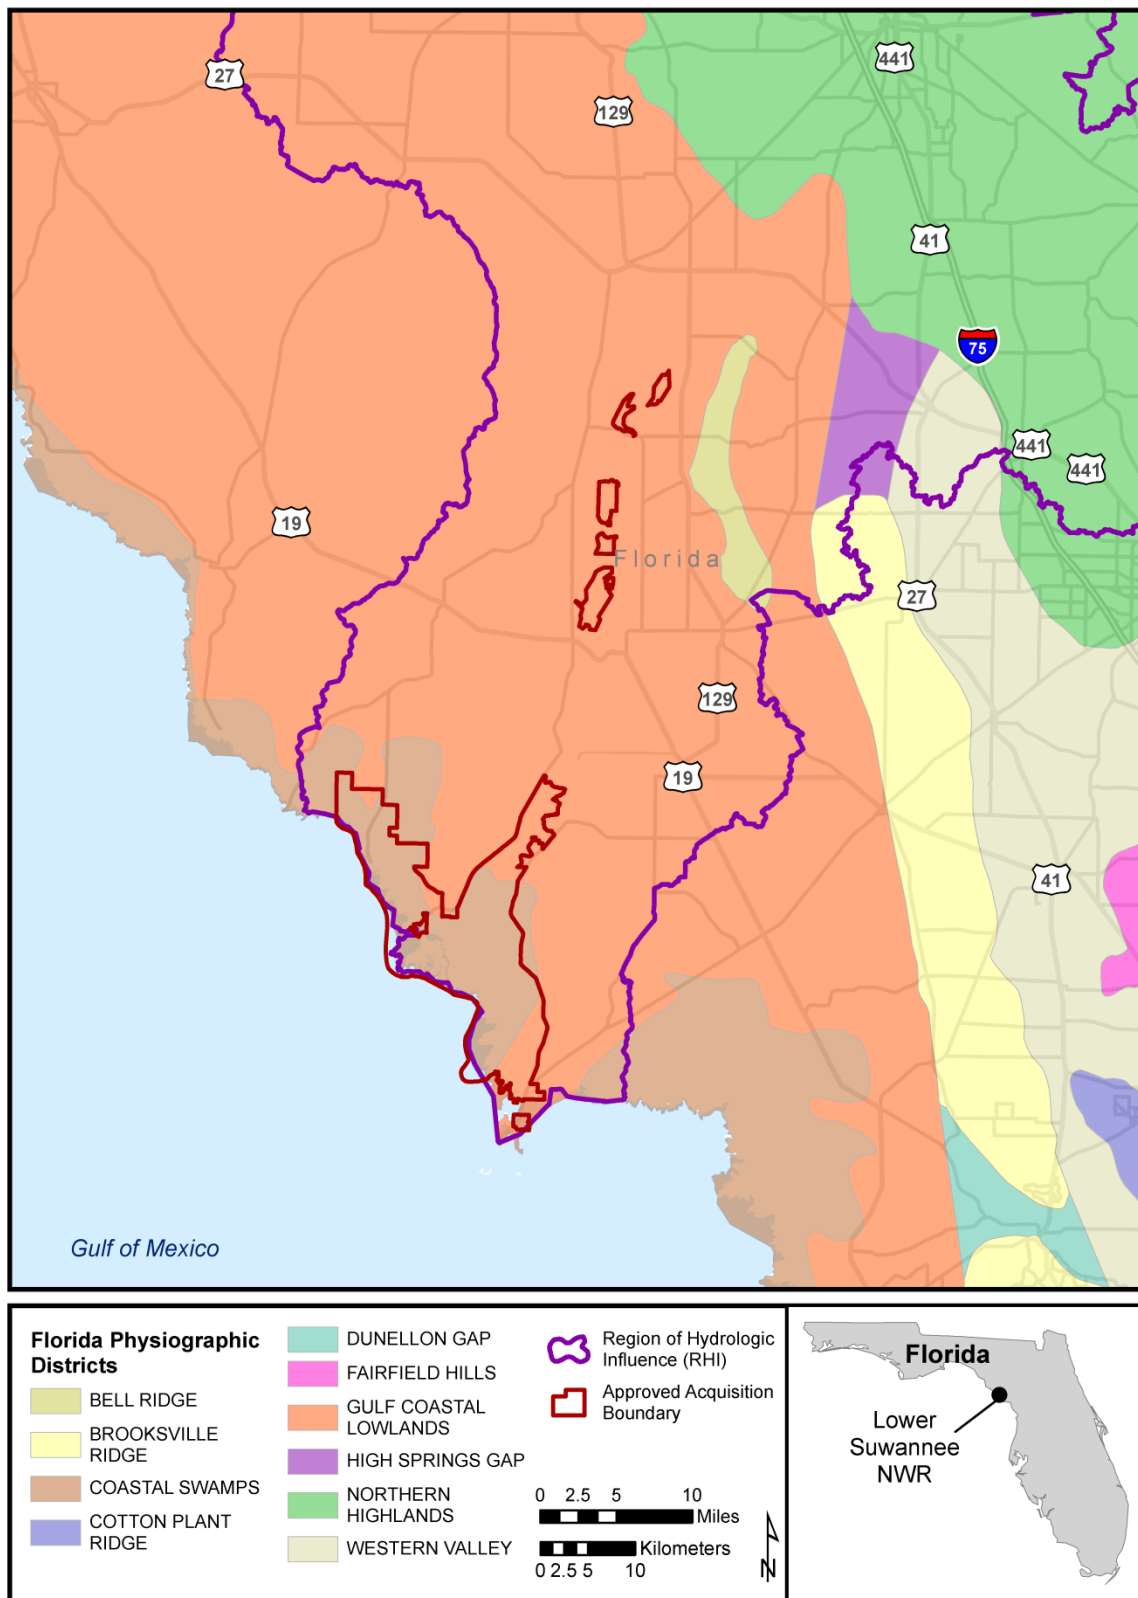 27
441
129
41
75
441
441
19
Florida
27
129
19
41
Gulf of Mexico
Florida Physiographic
Districts
BELL RIDGE
BROOKSVILLE
RIDGE
COASTAL SWAMPS
COTTON PLANT
RIDGE
DUNELLON GAP
FAIRFIELD HILLS
GULF COASTAL
LOWLANDS
HIGH SPRINGS GAP
NORTHERN
HIGHLANDS
WESTERN VALLEY
Region of Hydrologic
Influence (RHI)
Approved Acquisition
Boundary
0 2.5 5 10
Miles
Kilometers
0 2.5 5 10
N
Florida
Lower
Suwannee
NWR